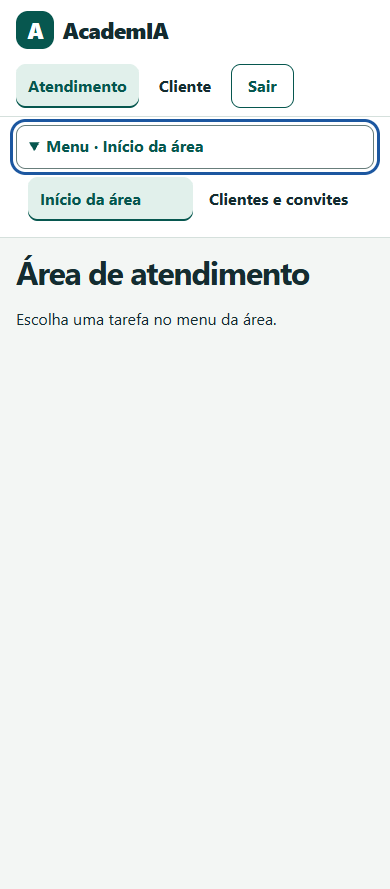 A AcademIA
Atendimento Cliente Sair
▼ Menu · Início da área
Início da área Clientes e convites
Área de atendimento
Escolha uma tarefa no menu da área.